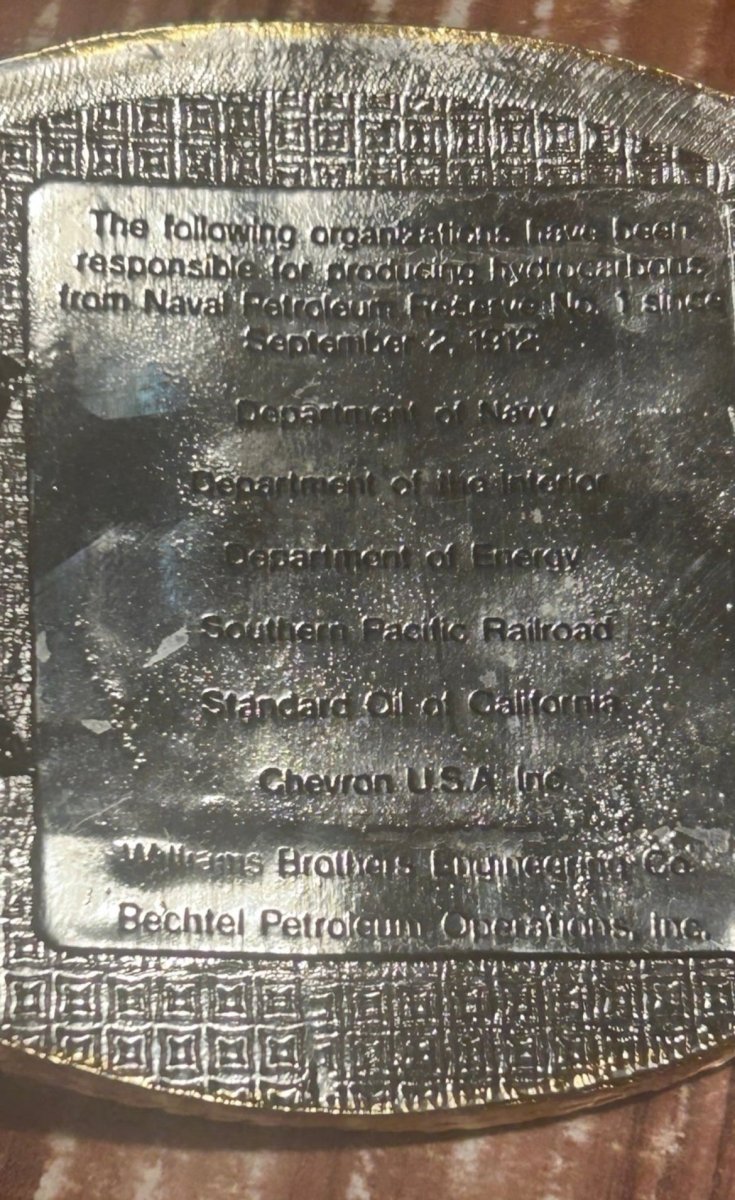 The following organizations have been
responsible for producing hydrocarbons
from Naval Petroleum Reserve No. 1 since
September 2, 1912:
Department of Navy
Department of the Interior
Department of Energy
Southern Pacific Railroad
Standard Oil of California
Chevron U.S.A. Inc.
Williams Brothers Engineering Co.
Bechtel Petroleum Operations, Inc.